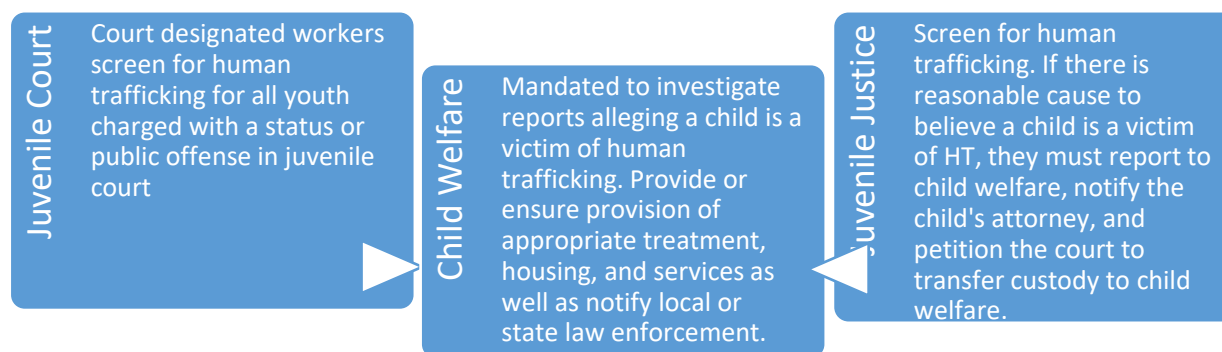 Juvenile Court
Court designated workers
screen for human
trafficking for all youth
charged with a status or
public offense in juvenile
court
Child Welfare
Mandated to investigate
reports alleging a child is a
victim of human
trafficking. Provide or
ensure provision of
appropriate treatment,
housing, and services as
well as notify local or
state law enforcement.
Juvenile Justice
Screen for human
trafficking. If there is
reasonable cause to
believe a child is a victim
of HT, they must report to
child welfare, notify the
child's attorney, and
petition the court to
transfer custody to child
welfare.